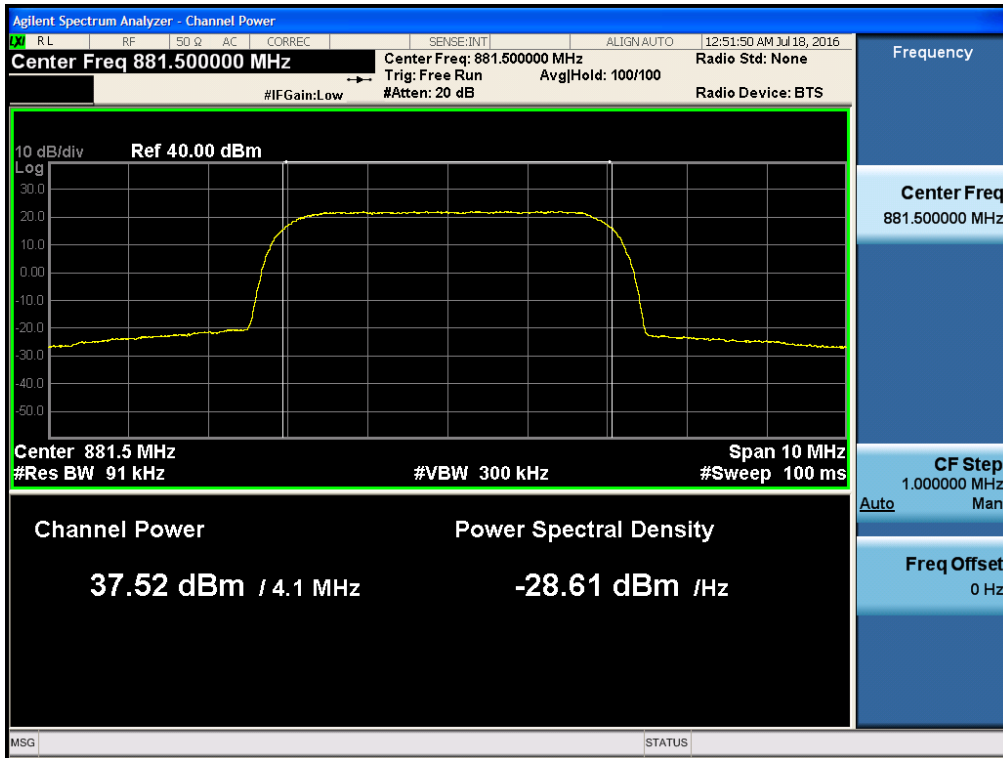 Agilent Spectrum Analyzer - Channel Power
LXI RL RF 50 Ω AC CORREC SENSE:INT ALIGN AUTO 12:51:50 AM Jul 18, 2016
Center Freq 881.500000 MHz
Center Freq: 881.500000 MHz
Radio Std: None
Trig: Free Run Avg|Hold: 100/100
#IFGain:Low
#Atten: 20 dB
Radio Device: BTS
10 dB/div Ref 40.00 dBm
Log
30.0
20.0
10.0
0.00
-10.0
-20.0
-30.0
-40.0
-50.0
Center 881.5 MHz Span 10 MHz
#Res BW 91 kHz #VBW 300 kHz #Sweep 100 ms
Channel Power Power Spectral Density
37.52 dBm / 4.1 MHz -28.61 dBm /Hz
MSG STATUS
Frequency
Center Freq
881.500000 MHz
CF Step
1.000000 MHz
Auto Man
Freq Offset
0 Hz